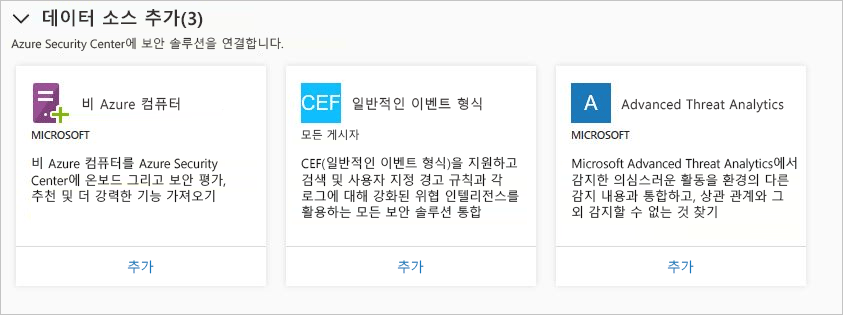 데이터 소스 추가(3)
Azure Security Center에 보안 솔루션을 연결합니다.
비 Azure 컴퓨터
MICROSOFT
비 Azure 컴퓨터를 Azure Security
Center에 온보드 그리고 보안 평가,
추천 및 더 강력한 기능 가져오기
추가
CEF
일반적인 이벤트 형식
모든 게시자
CEF(일반적인 이벤트 형식)을 지원하고
검색 및 사용자 지정 경고 규칙과 각
로그에 대해 강화된 위협 인텔리전스를
활용하는 모든 보안 솔루션 통합
추가
A
Advanced Threat Analytics
MICROSOFT
Microsoft Advanced Threat Analytics에서
감지한 의심스러운 활동을 환경의 다른
감지 내용과 통합하고, 상관 관계와 그
외 감지할 수 없는 것 찾기
추가